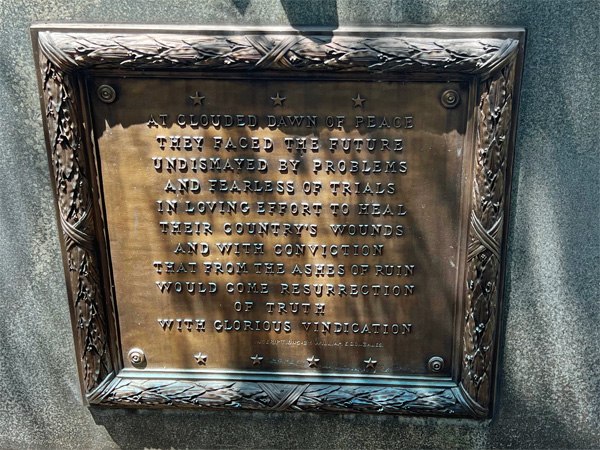 AT CLOUDED DAWN OF PEACE
THEY FACED THE FUTURE
UNDISMAYED BY PROBLEMS
AND FEARLESS OF TRIALS
IN LOVING EFFORT TO HEAL
THEIR COUNTRY'S WOUNDS
AND WITH CONVICTION
THAT FROM THE ASHES OF RUIN
WOULD COME RESURRECTION
OF TRUTH
WITH GLORIOUS VINDICATION